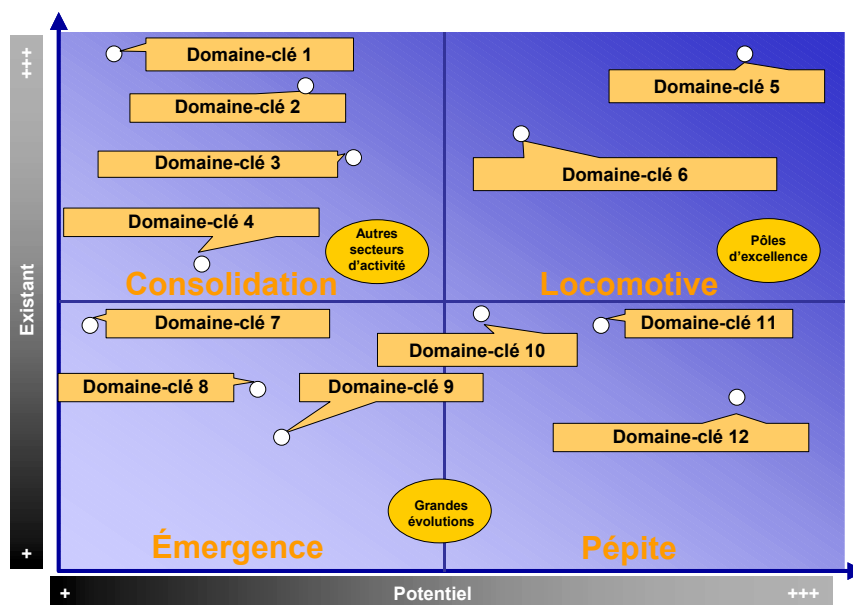 +++
Domaine-clé 1
Domaine-clé 5
Domaine-clé 2
Domaine-clé 3
Domaine-clé 6
Domaine-clé 4
Autres
secteurs
d'activité
Pôles
d'excellence
Consolidation
Locomotive
Existant
Domaine-clé 7
Domaine-clé 11
Domaine-clé 10
Domaine-clé 8
Domaine-clé 9
Domaine-clé 12
Grandes
évolutions
Émergence
Pépite
+
+
Potentiel
+++